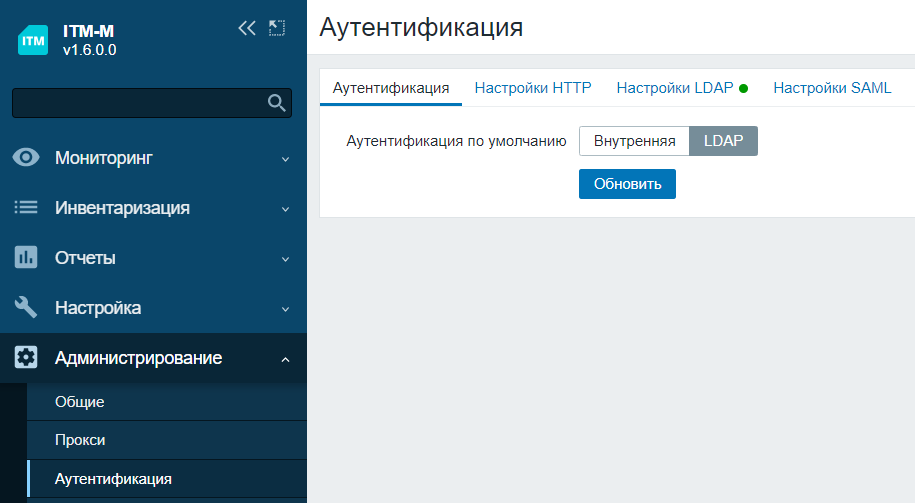 ITM
ITM-M
v1.6.0.0
Мониторинг
Инвентаризация
Отчеты
Настройка
Администрирование
Общие
Прокси
Аутентификация
Аутентификация
Аутентификация Настройки HTTP Настройки LDAP Настройки SAML
Аутентификация по умолчанию Внутренняя LDAP
Обновить